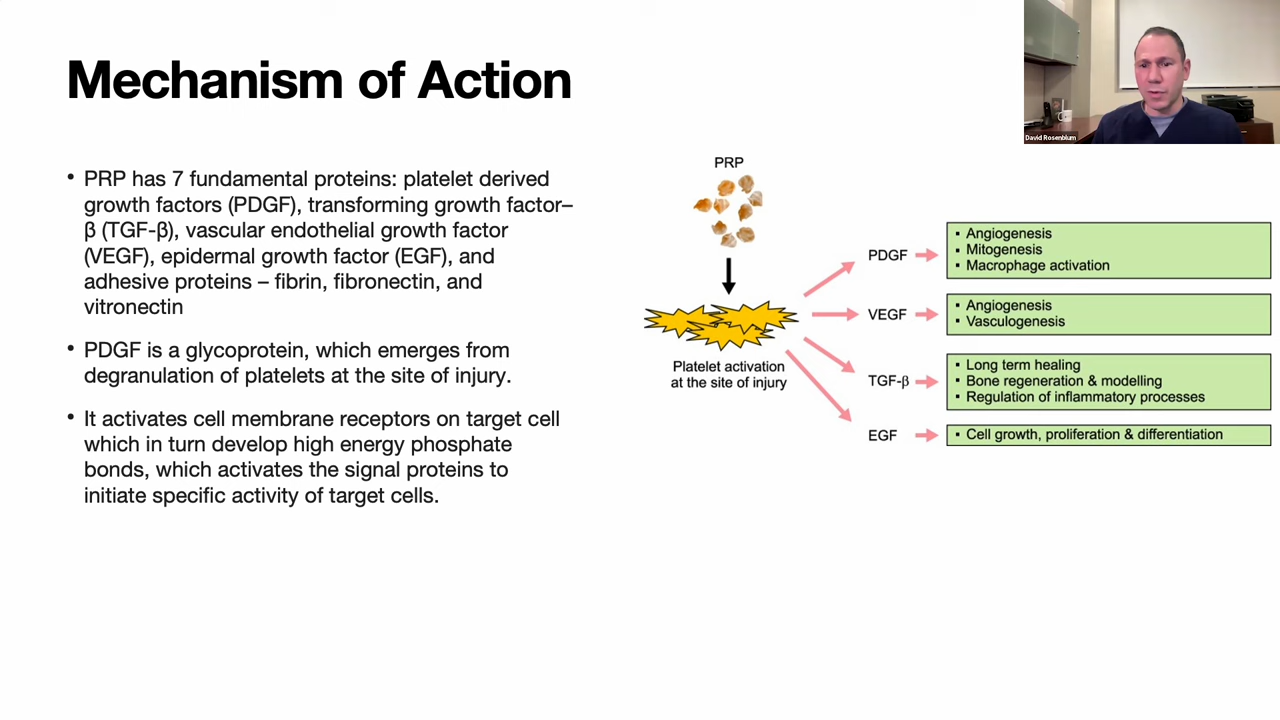 Mechanism of Action
David Rosenblum
• PRP has 7 fundamental proteins: platelet derived
growth factors (PDGF), transforming growth factor–
β (TGF-β), vascular endothelial growth factor
(VEGF), epidermal growth factor (EGF), and
adhesive proteins – fibrin, fibronectin, and
vitronectin
• PDGF is a glycoprotein, which emerges from
degranulation of platelets at the site of injury.
• It activates cell membrane receptors on target cell
which in turn develop high energy phosphate
bonds, which activates the signal proteins to
initiate specific activity of target cells.
PRP
Platelet activation
at the site of injury
PDGF
▪ Angiogenesis
▪ Mitogenesis
▪ Macrophage activation
VEGF
▪ Angiogenesis
▪ Vasculogenesis
TGF-β
▪ Long term healing
▪ Bone regeneration & modelling
▪ Regulation of inflammatory processes
EGF
▪ Cell growth, proliferation & differentiation